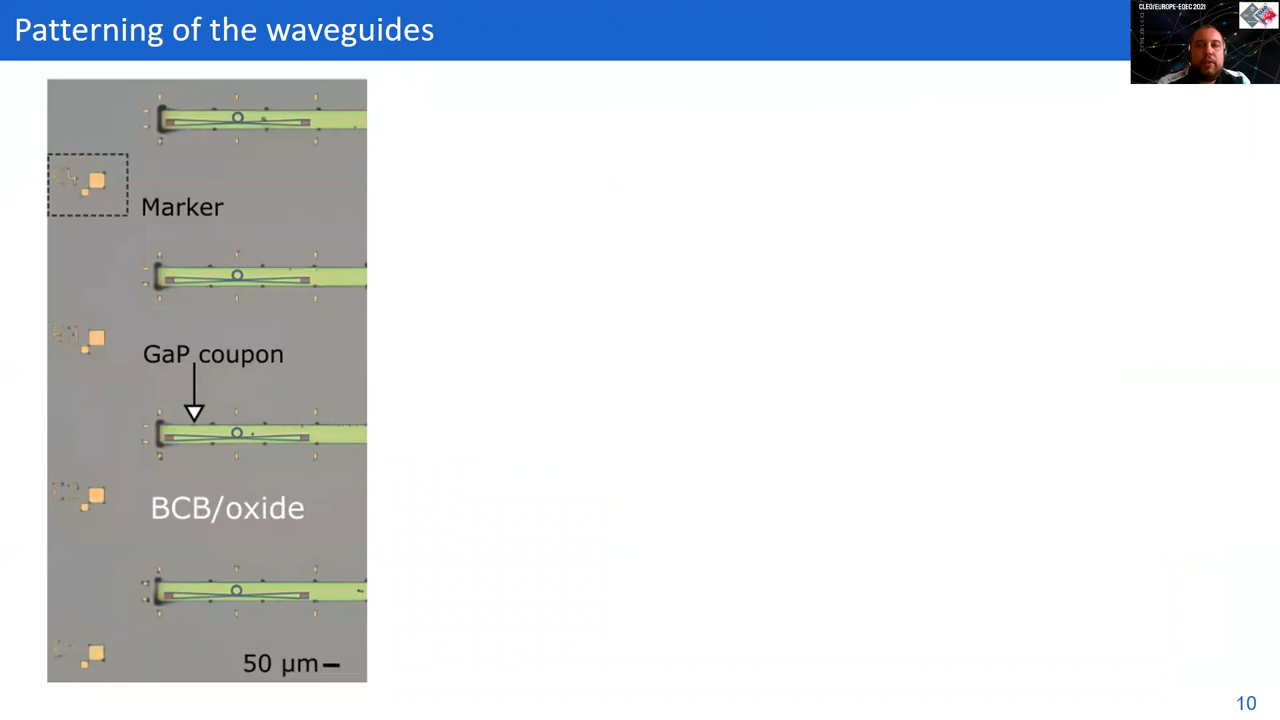 Patterning of the waveguides
CLEO/EUROPE-EQEC 2021
Marker
GaP coupon
BCB/oxide
50 μm
10